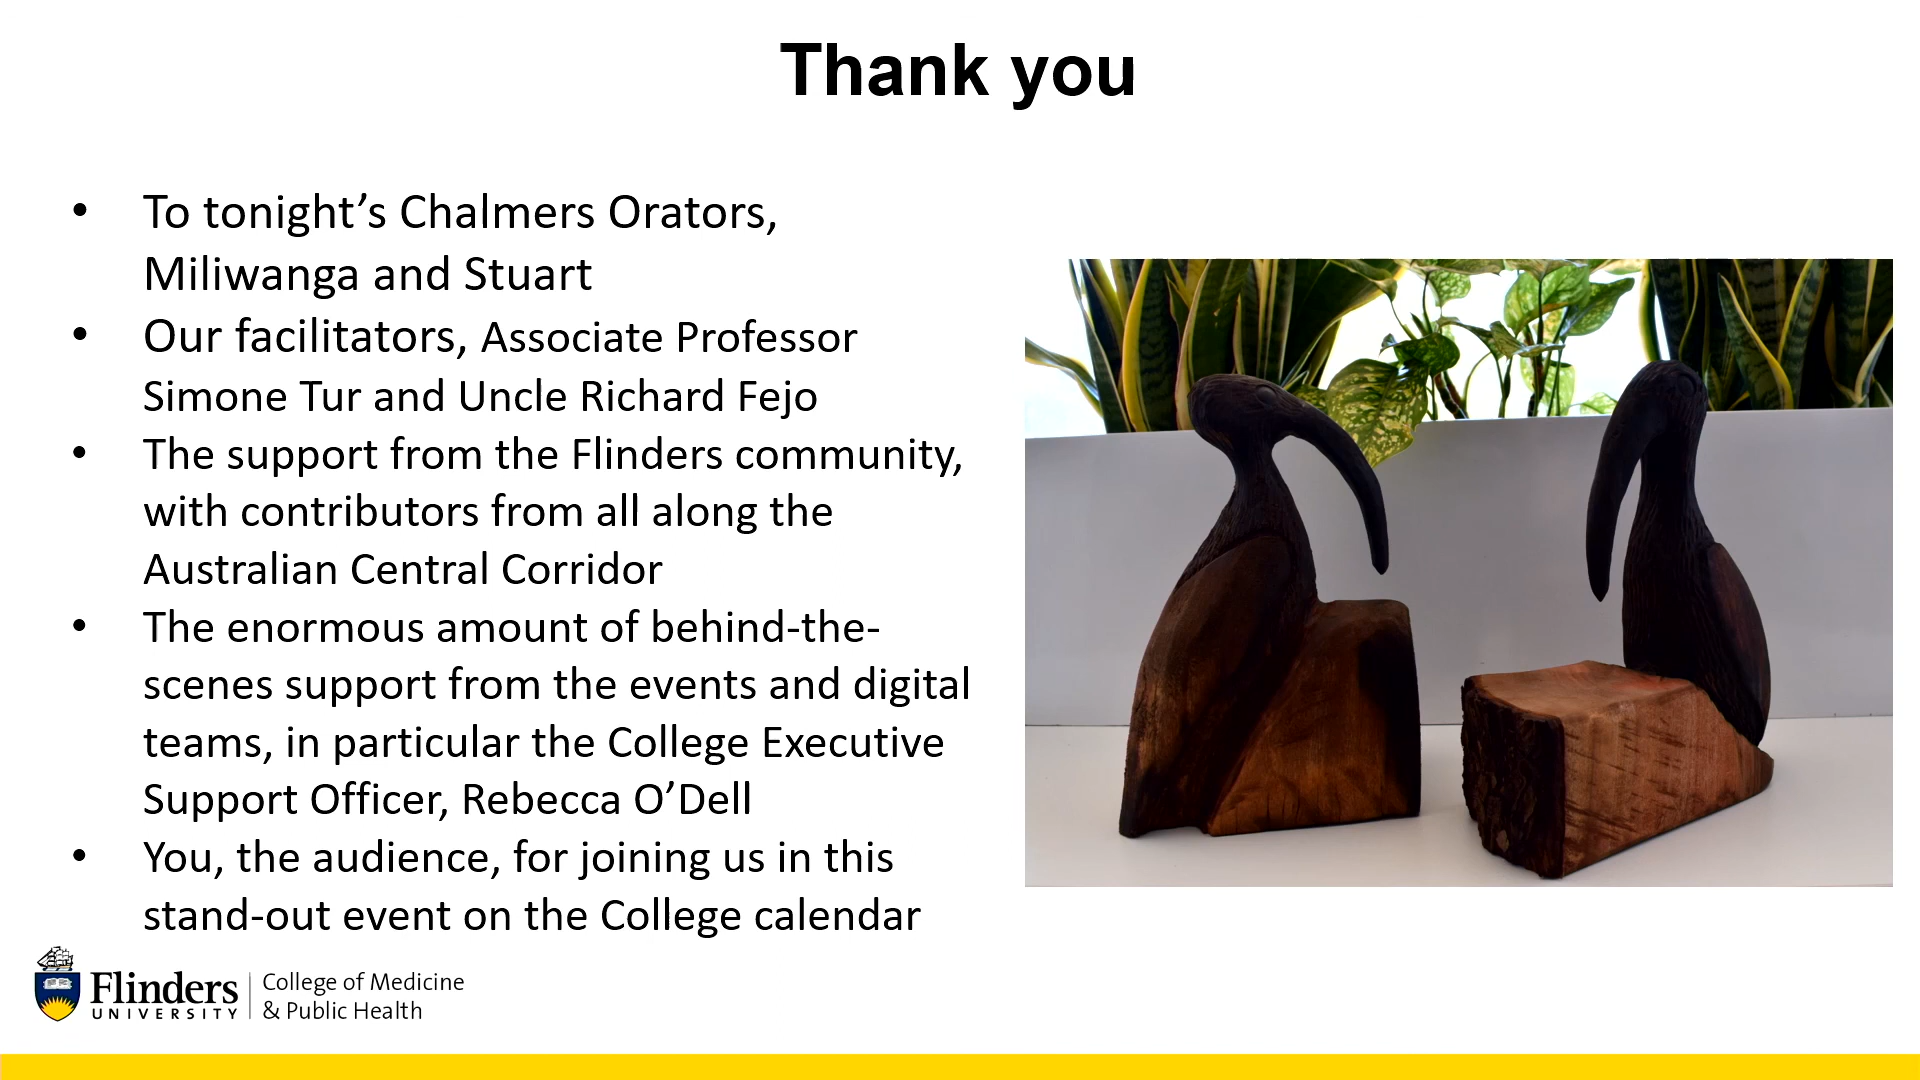 Thank you
• To tonight’s Chalmers Orators,
Miliwanga and Stuart
• Our facilitators, Associate Professor
Simone Tur and Uncle Richard Fejo
• The support from the Flinders community,
with contributors from all along the
Australian Central Corridor
• The enormous amount of behind-the-
scenes support from the events and digital
teams, in particular the College Executive
Support Officer, Rebecca O’Dell
• You, the audience, for joining us in this
stand-out event on the College calendar
Flinders
UNIVERSITY
College of Medicine
& Public Health